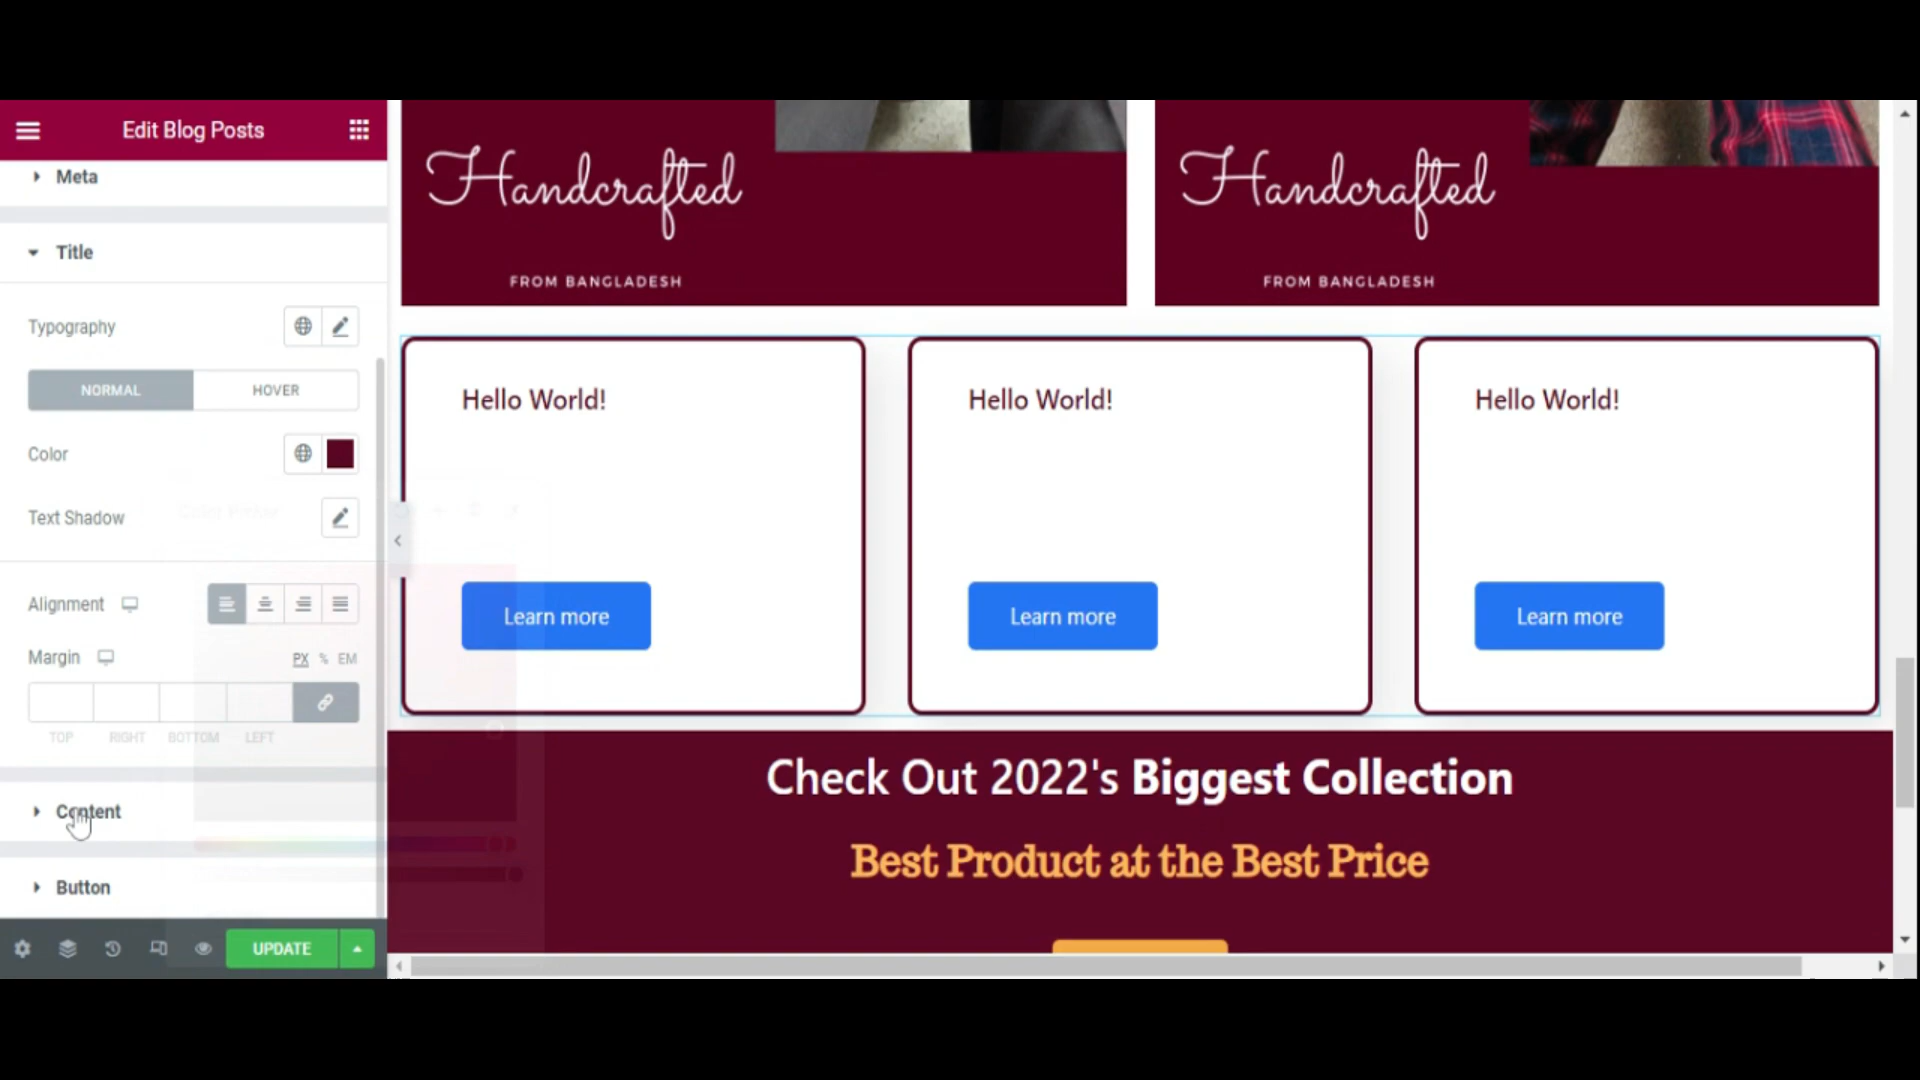 Edit Blog Posts
Meta
Title
Typography
NORMAL
HOVER
Color
Text Shadow
Alignment
Margin
PX % EM
TOP RIGHT BOTTOM LEFT
Content
Button
UPDATE
Handcrafted
FROM BANGLADESH
Handcrafted
FROM BANGLADESH
Hello World!
Hello World!
Hello World!
Learn more
Learn more
Learn more
Check Out 2022's Biggest Collection
Best Product at the Best Price